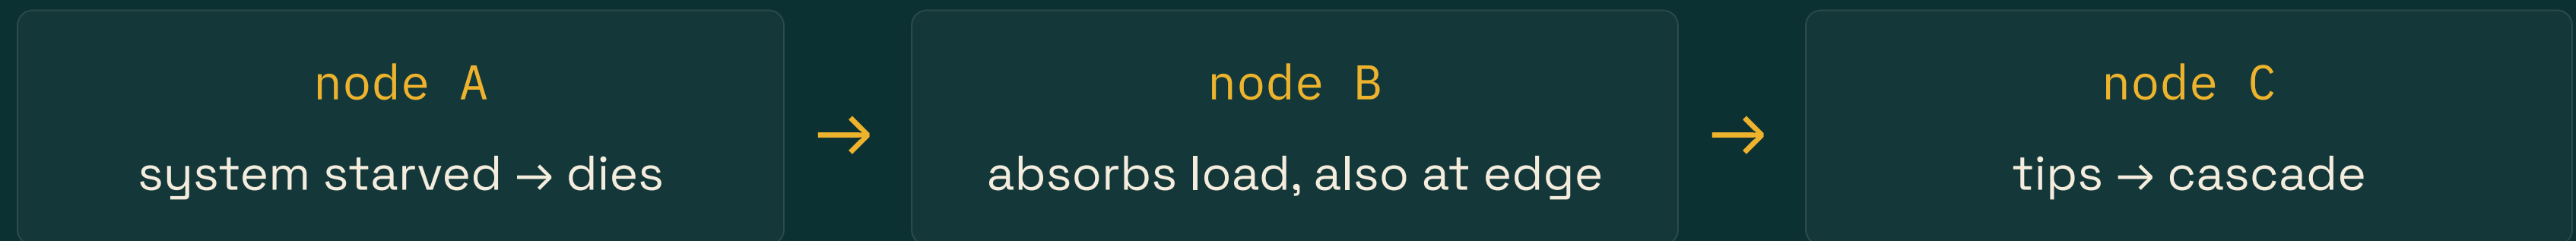 node A
system starved → dies
→
node B
absorbs load, also at edge
→
node C
tips → cascade